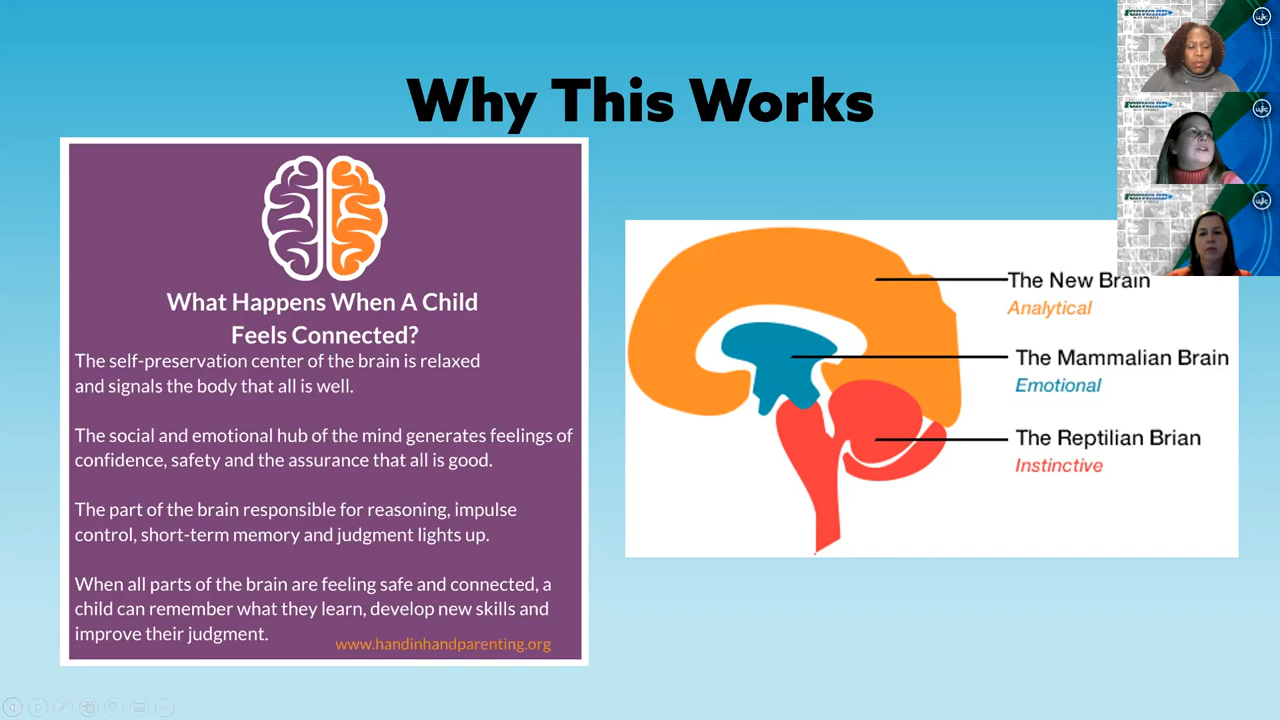 Why This Works
What Happens When A Child
Feels Connected?
The self-preservation center of the brain is relaxed
and signals the body that all is well.
The social and emotional hub of the mind generates feelings of
confidence, safety and the assurance that all is good.
The part of the brain responsible for reasoning, impulse
control, short-term memory and judgment lights up.
When all parts of the brain are feeling safe and connected, a
child can remember what they learn, develop new skills and
improve their judgment.
www.handinhandparenting.org
The New Brain
Analytical
The Mammalian Brain
Emotional
The Reptilian Brian
Instinctive
FORWARD
FORWARD
FORWARD